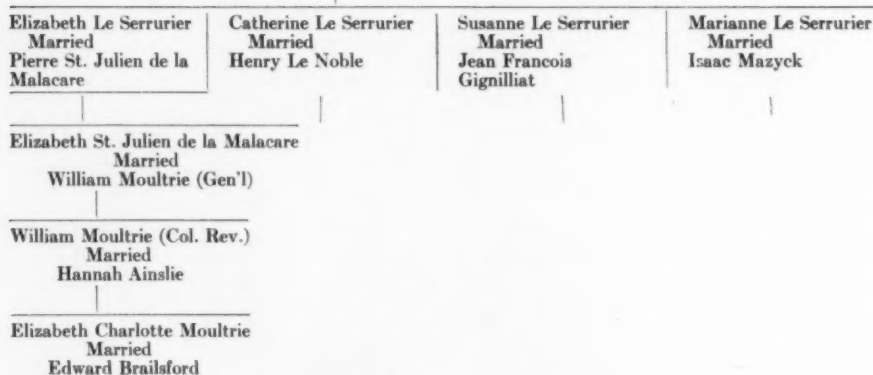 Elizabeth Le Serrurier
Married
Pierre St. Julien de la
Malacare
Catherine Le Serrurier
Married
Henry Le Noble
Susanne Le Serrurier
Married
Jean Francois
Gignilliat
Marianne Le Serrurier
Married
Isaac Mazyck
Elizabeth St. Julien de la Malacare
Married
William Moultrie (Gen'l)
William Moultrie (Col. Rev.)
Married
Hannah Ainslie
Elizabeth Charlotte Moultrie
Married
Edward Brailsford